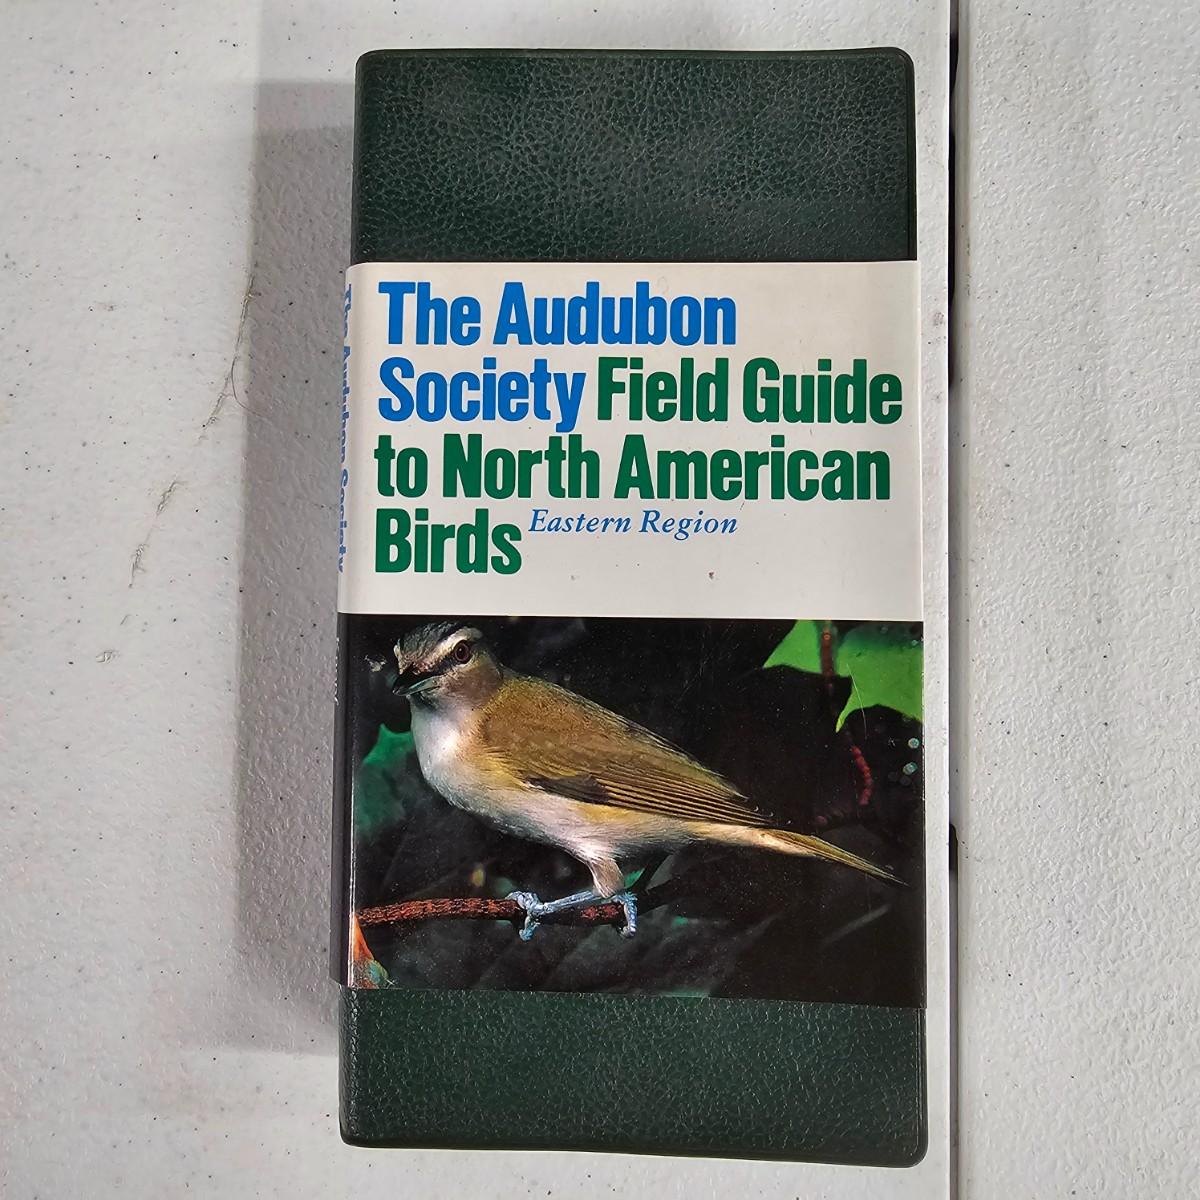 The Audubon
Society Field Guide
to North American
Birds Eastern Region
The Audubon Society